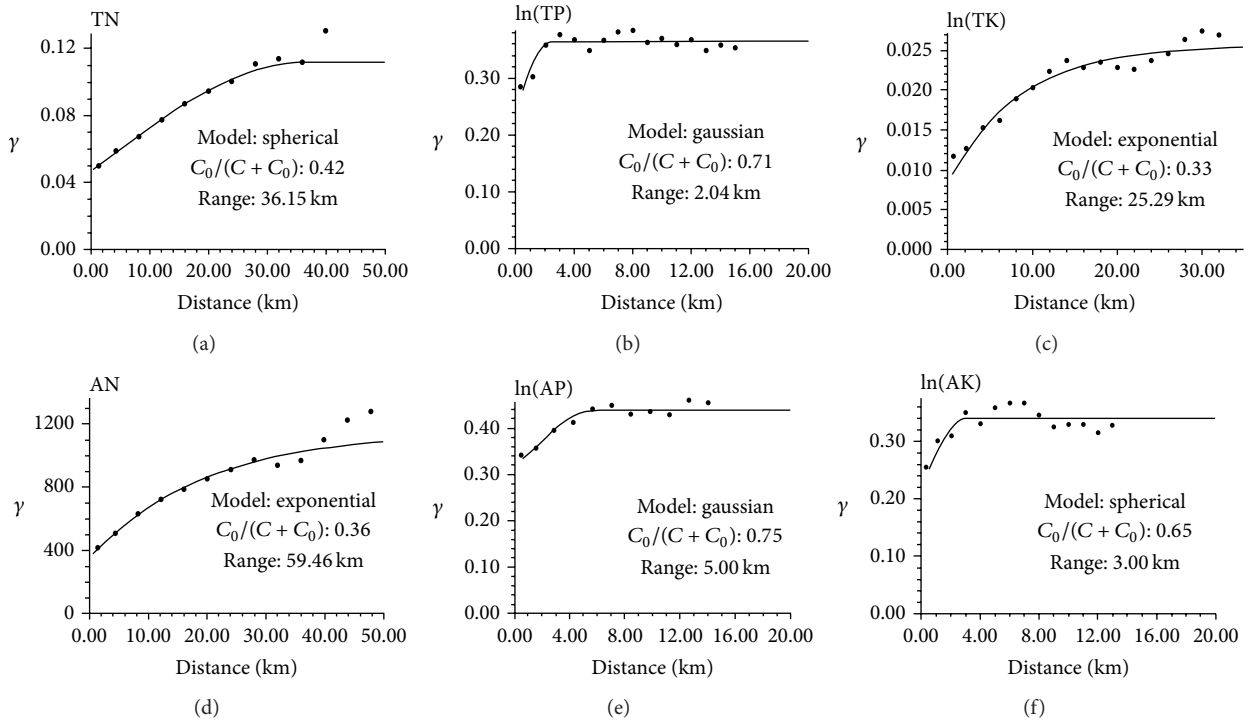 TN
0.12
0.08
0.04
0.00
γ
Model: spherical
C₀/(C + C₀): 0.42
Range: 36.15 km
0.00 10.00 20.00 30.00 40.00 50.00
Distance (km)
(a)
ln(TP)
0.30
0.20
0.10
0.00
γ
Model: gaussian
C₀/(C + C₀): 0.71
Range: 2.04 km
0.00 4.00 8.00 12.00 16.00 20.00
Distance (km)
(b)
ln(TK)
0.025
0.020
0.015
0.010
0.005
0.000
γ
Model: exponential
C₀/(C + C₀): 0.33
Range: 25.29 km
0.00 10.00 20.00 30.00
Distance (km)
(c)
AN
1200
800
400
0
γ
Model: exponential
C₀/(C + C₀): 0.36
Range: 59.46 km
0.00 10.00 20.00 30.00 40.00 50.00
Distance (km)
(d)
ln(AP)
0.40
0.30
0.20
0.10
0.00
γ
Model: gaussian
C₀/(C + C₀): 0.75
Range: 5.00 km
0.00 4.00 8.00 12.00 16.00 20.00
Distance (km)
(e)
ln(AK)
0.30
0.20
0.10
0.00
γ
Model: spherical
C₀/(C + C₀): 0.65
Range: 3.00 km
0.00 4.00 8.00 12.00 16.00 20.00
Distance (km)
(f)